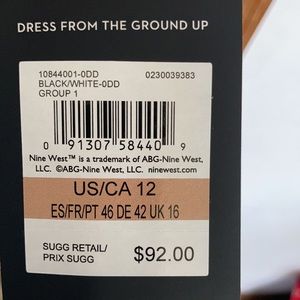 DRESS FROM THE GROUND UP
10844001-0DD 0230039383
BLACK/WHITE-0DD
GROUP 1
0 91307 58440 9
Nine West™ is a trademark of ABG-Nine West,
LLC. ©ABG-Nine West, LLC. ninewest.com
US/CA 12
ES/FR/PT 46 DE 42 UK 16
SUGG RETAIL/
PRIX SUGG $92.00